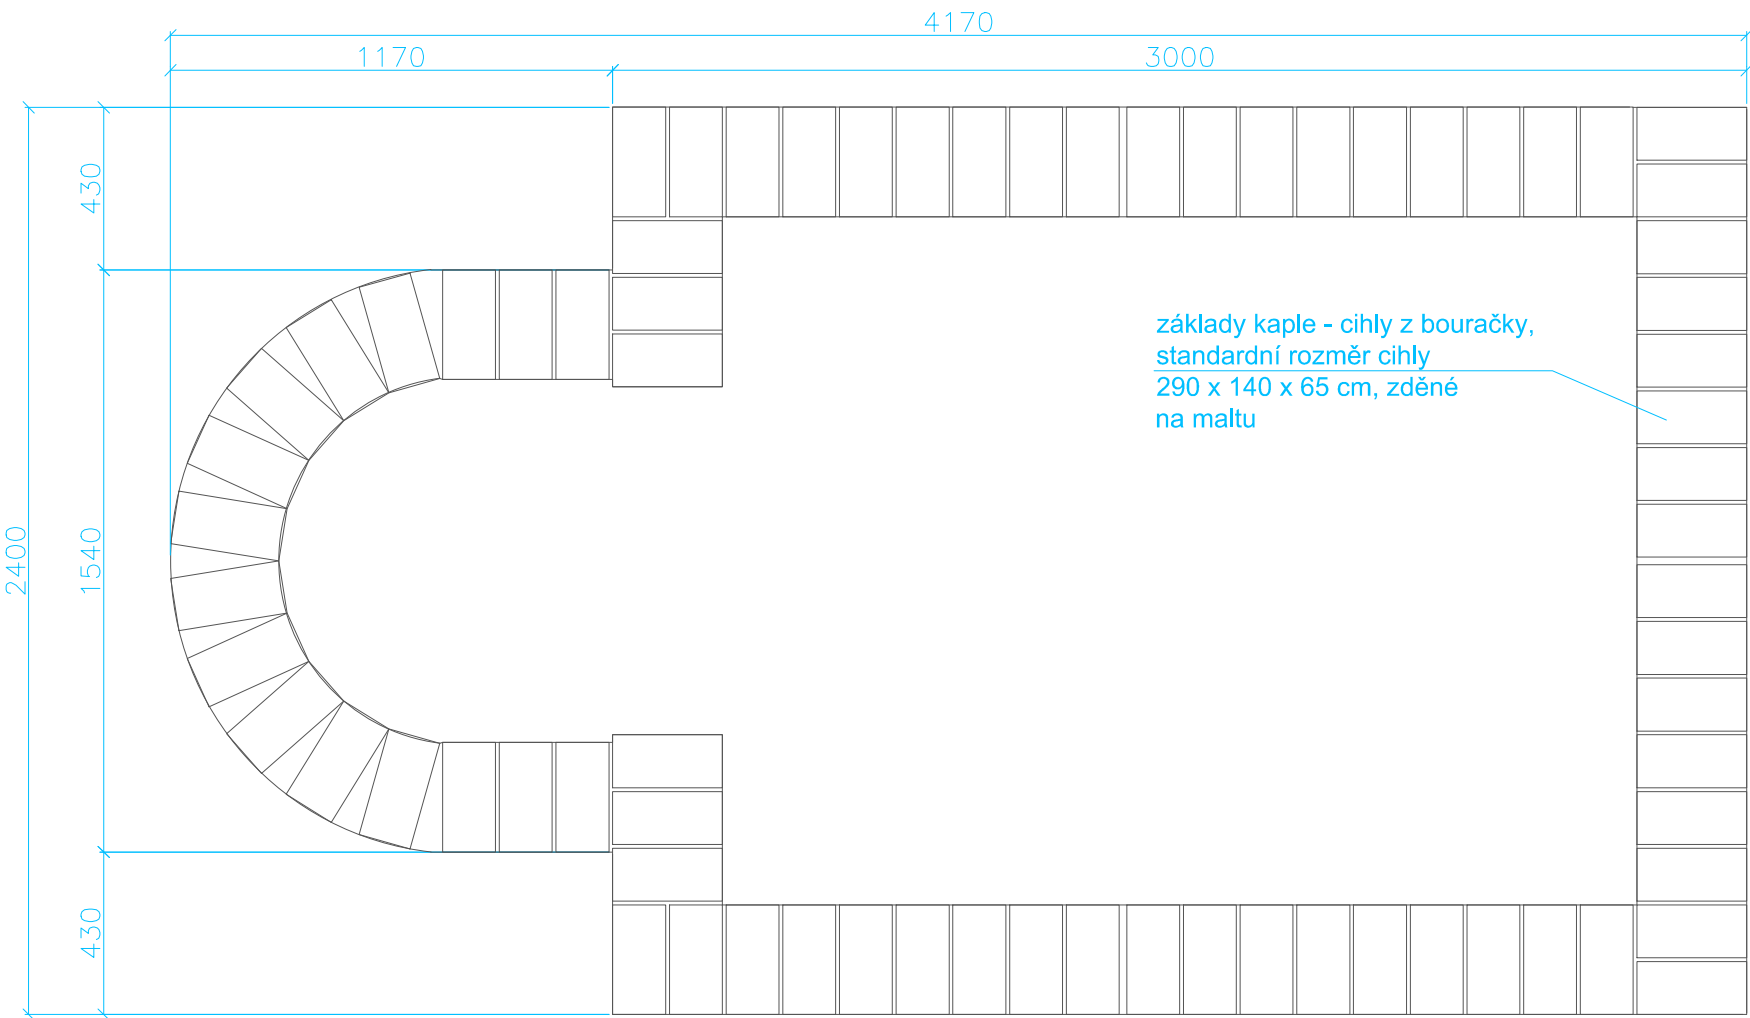 4170
1170
3000
430
2400
1540
430
základy kaple - cihly z bouračky,
standardní rozměr cihly
290 x 140 x 65 cm, zděné
na maltu